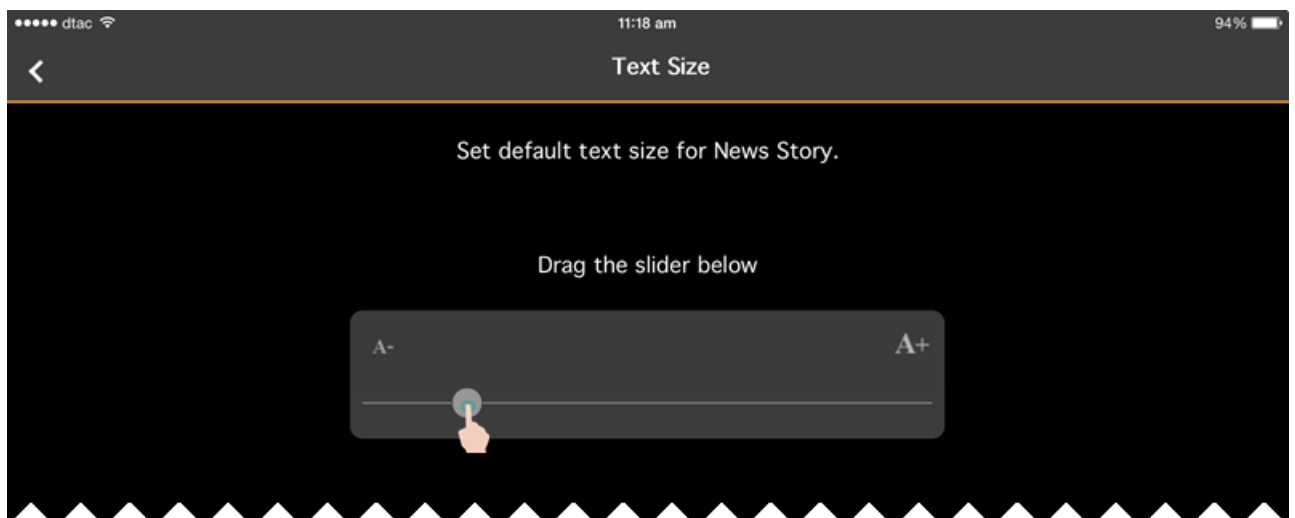 dtac 11:18 am 94%
Text Size
Set default text size for News Story.
Drag the slider below
A- A+